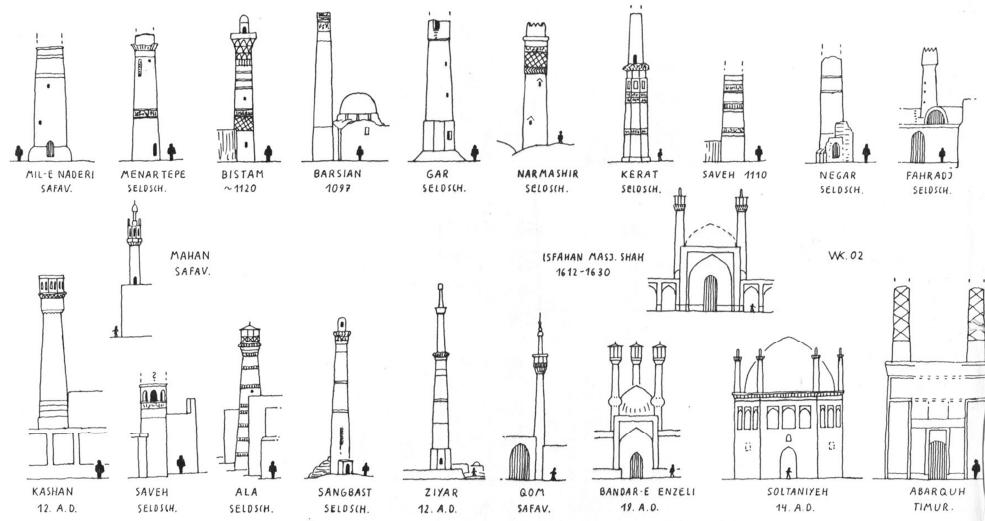 MIL-E NADERI
SAFAV.
MENARTEPE
SELDSCH.
BISTAM
~1120
BARSIAN
1097
GAR
SELDSCH.
NARMASHIR
SELDSCH.
KERAT
SELDSCH.
SAVEH 1110
NEGAR
SELDSCH.
FAHRADJ
SELDSCH.
MAHAN
SAFAV.
ISFAHAN MASJ. SHAH
1612-1630
WK. 02
?
KASHAN
12. A.D.
SAVEH
SELDSCH.
ALA
SELDSCH.
SANGBAST
SELDSCH.
ZIYAR
12. A.D.
QOM
SAFAV.
BANDAR-E ENZELI
19. A.D.
SOLTANIYEH
14. A.D.
ABARQUH
TIMUR.